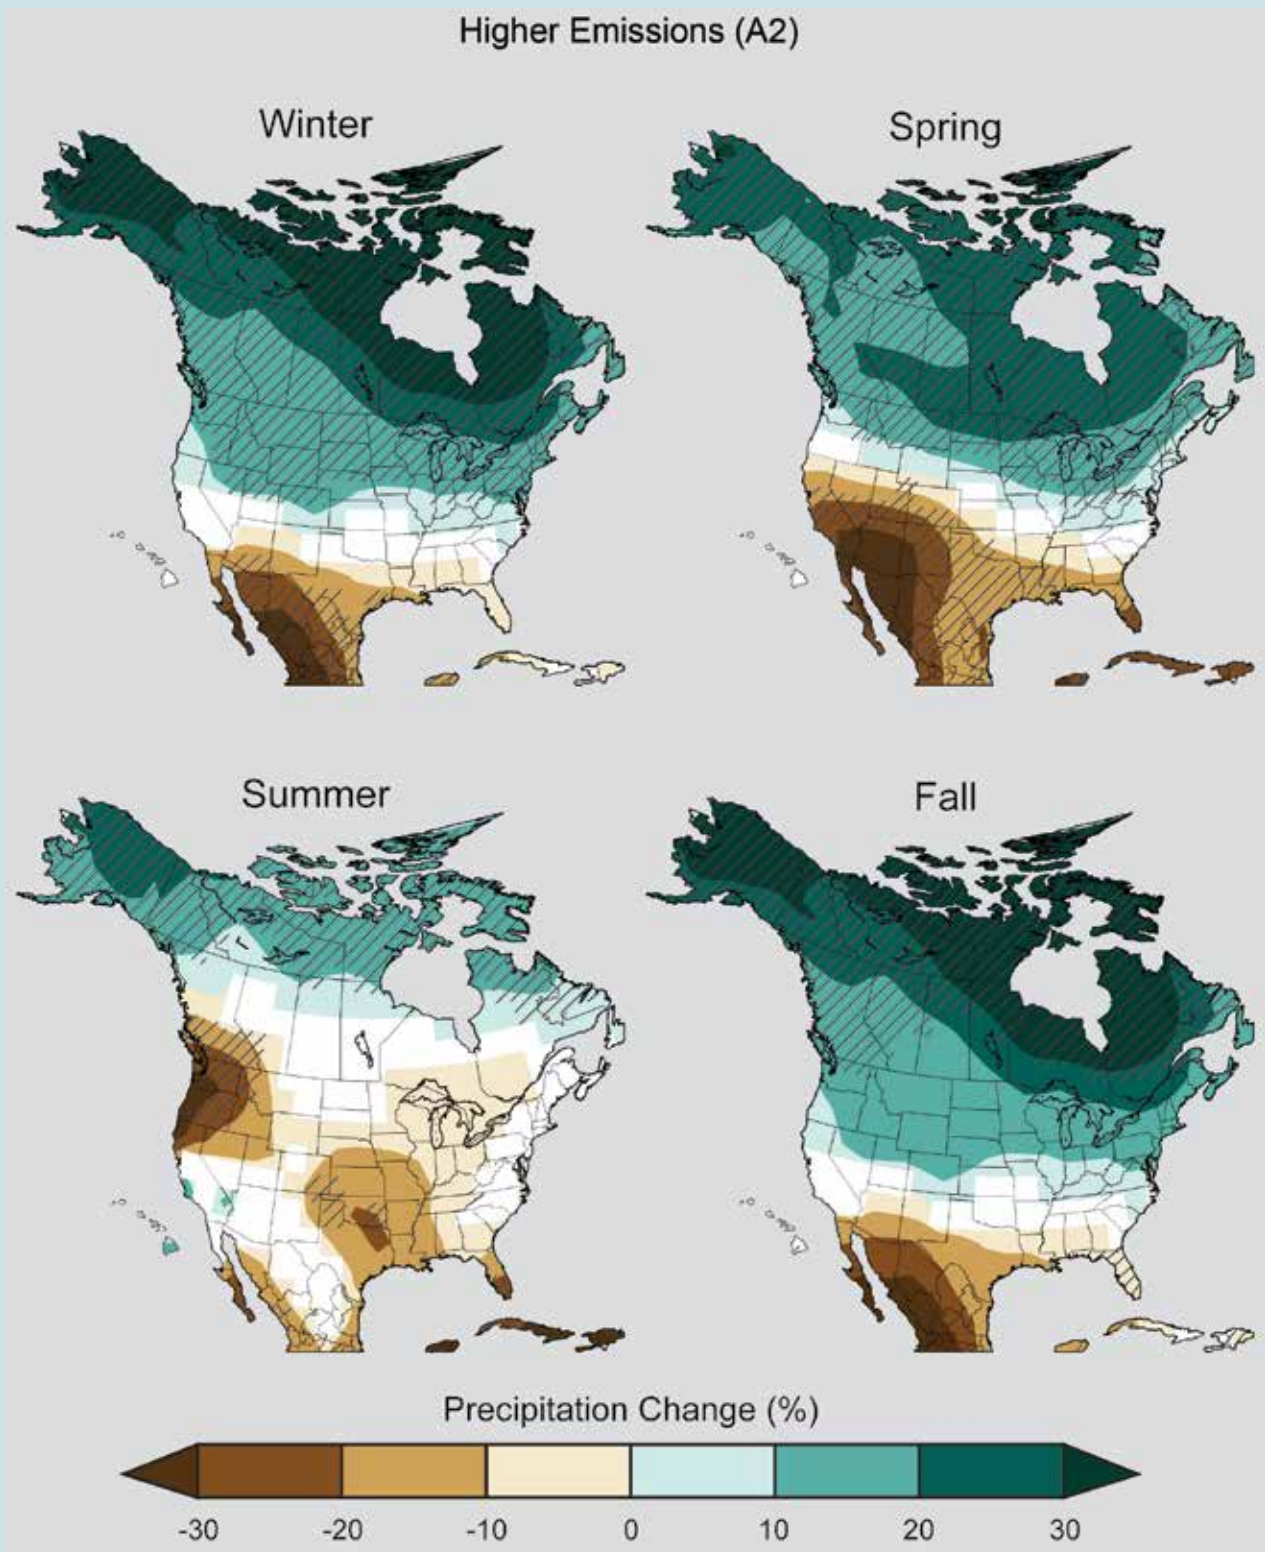 Higher Emissions (A2)
Winter
Spring
Summer
Fall
Precipitation Change (%)
-30 -20 -10 0 10 20 30